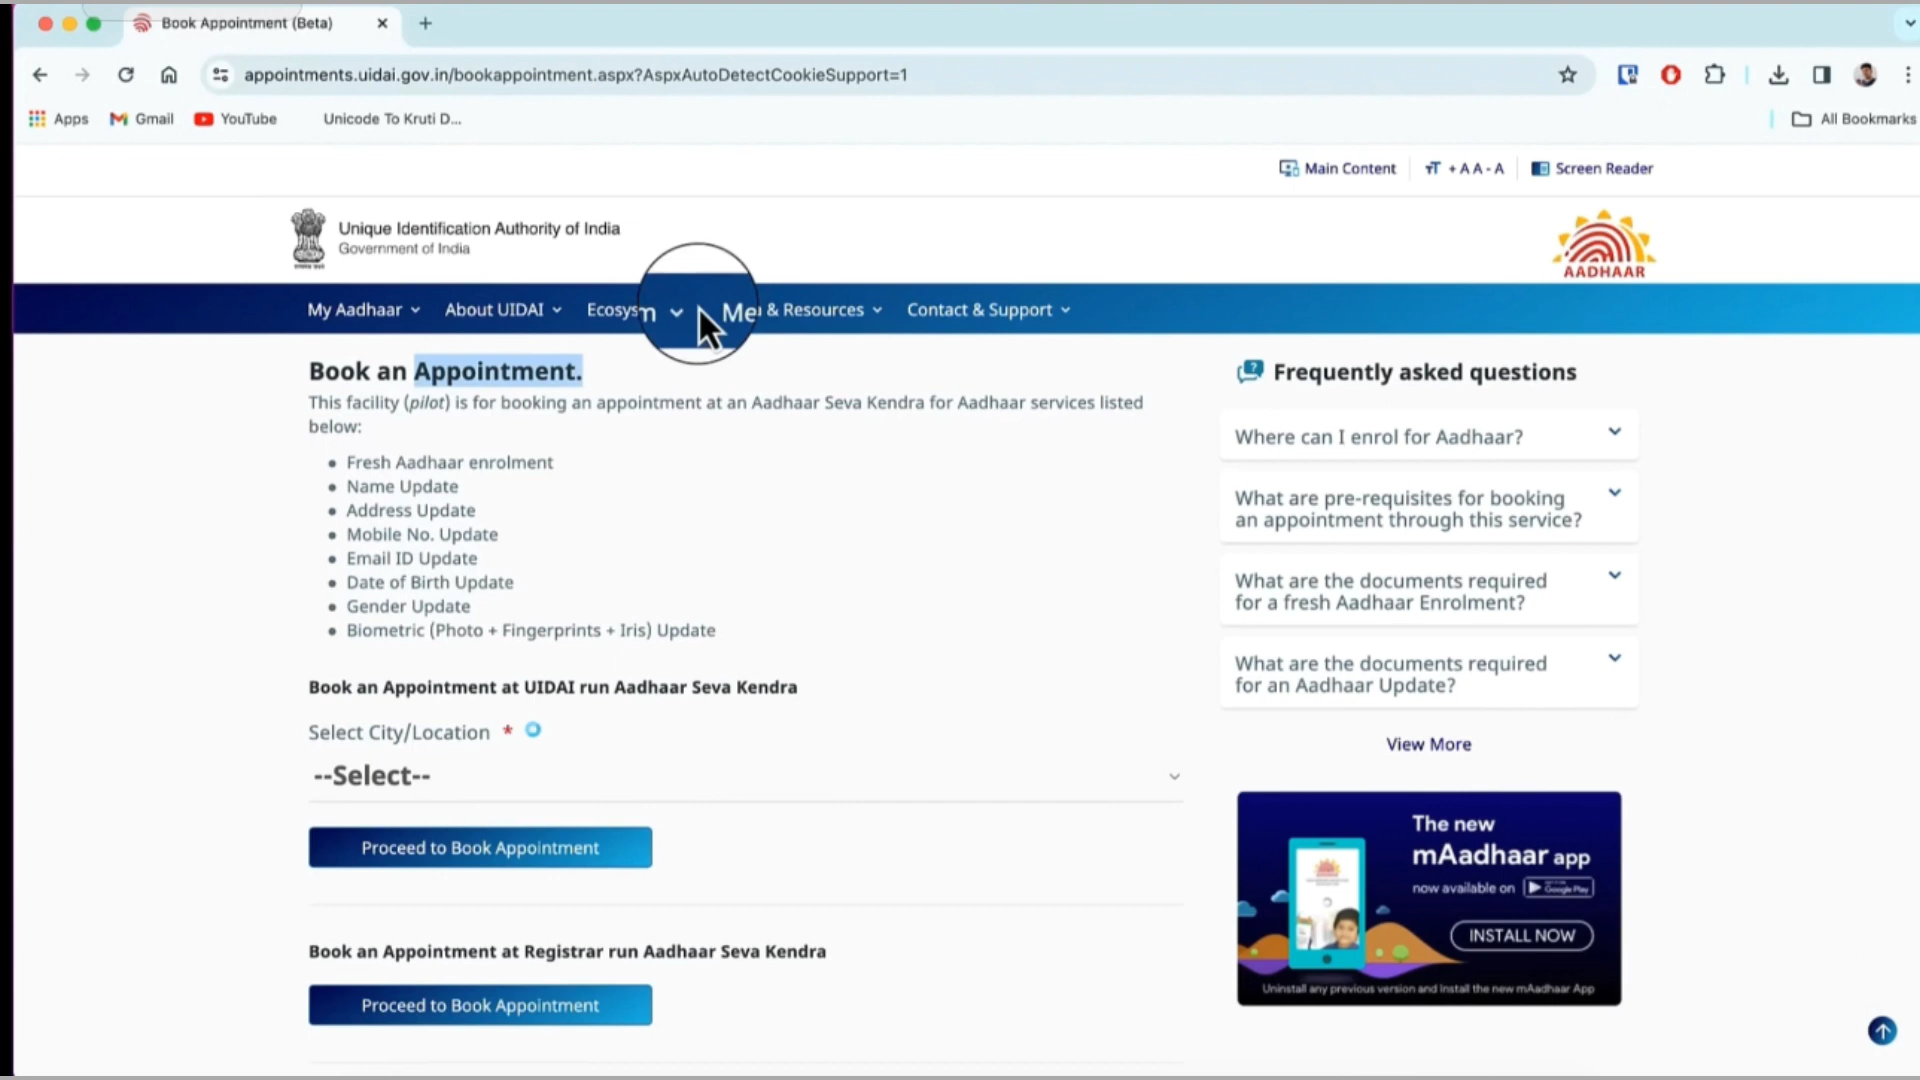 Book Appointment (Beta)
appointments.uidai.gov.in/bookappointment.aspx?AspxAutoDetectCookieSupport=1
Apps Gmail YouTube Unicode To Kruti D... All Bookmarks
Main Content +A A -A Screen Reader
Unique Identification Authority of India
Government of India
AADHAAR
My Aadhaar About UIDAI Ecosysm Me & Resources Contact & Support
Book an Appointment.
This facility (pilot) is for booking an appointment at an Aadhaar Seva Kendra for Aadhaar services listed
below:
Fresh Aadhaar enrolment
Name Update
Address Update
Mobile No. Update
Email ID Update
Date of Birth Update
Gender Update
Biometric (Photo + Fingerprints + Iris) Update
Book an Appointment at UIDAI run Aadhaar Seva Kendra
Select City/Location *
--Select--
Proceed to Book Appointment
Book an Appointment at Registrar run Aadhaar Seva Kendra
Proceed to Book Appointment
Frequently asked questions
Where can I enrol for Aadhaar?
What are pre-requisites for booking
an appointment through this service?
What are the documents required
for a fresh Aadhaar Enrolment?
What are the documents required
for an Aadhaar Update?
View More
The new
mAadhaar app
now available on Google Play
INSTALL NOW
Uninstall any previous version and Install the new mAadhaar App